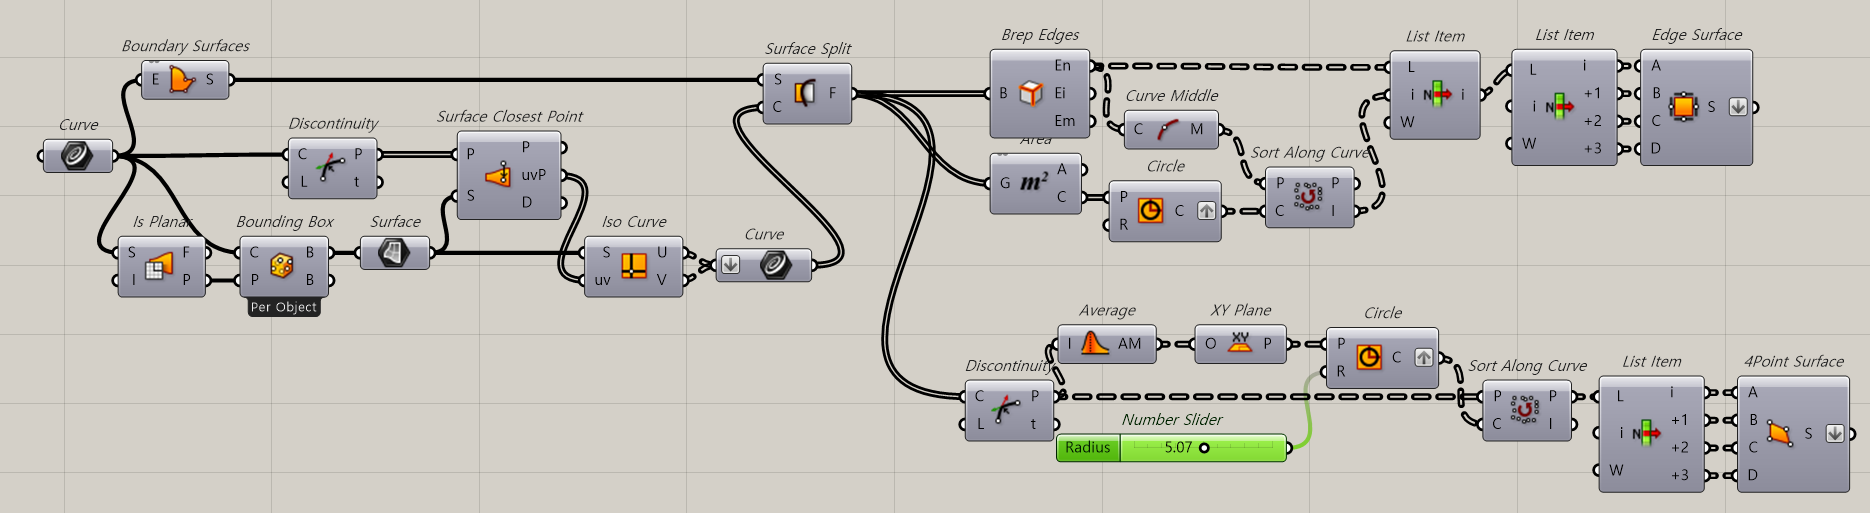 Boundary Surfaces
E S
Curve
Discontinuity
C P
L t
Surface Closest Point
P P
uvP
S D
Is Planar
S F
I P
Bounding Box
C B
P B
Per Object
Surface
Iso Curve
S U
uv V
Curve
Surface Split
S F
C
Brep Edges
B En
Ei
Em
Curve Middle
C M
Area
G m² A
C
Circle
P C
R
Sort Along Curve
P P
C I
List Item
L
i N i
W
List Item
L i
i N +1
+2
W +3
Edge Surface
A
B S
C
D
Discontinuity
C P
L t
Average
I AM
XY Plane
O XY P
Circle
P C
R
Number Slider
Radius 5.07
Sort Along Curve
P P
C I
List Item
L i
i N +1
+2
W +3
4Point Surface
A
B S
C
D